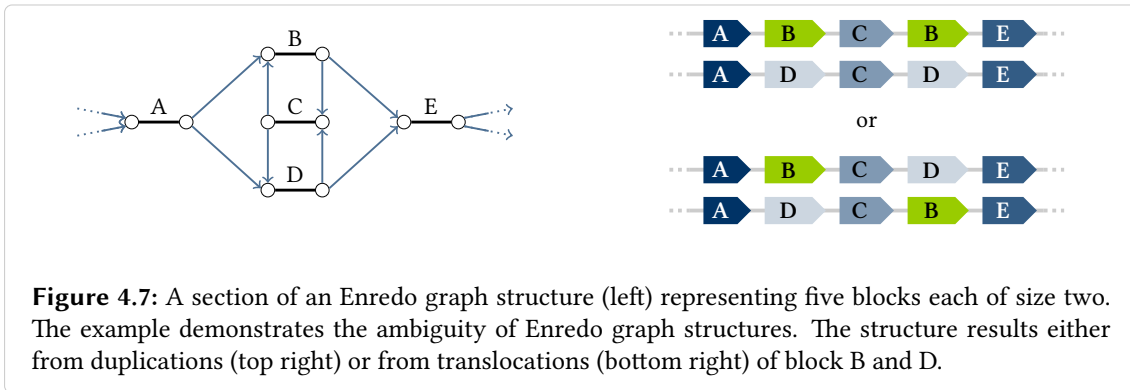 B
A
C
E
D
A B C B E
A D C D E
or
A B C D E
A D C B E
Figure 4.7: A section of an Enredo graph structure (left) representing five blocks each of size two.
The example demonstrates the ambiguity of Enredo graph structures. The structure results either
from duplications (top right) or from translocations (bottom right) of block B and D.